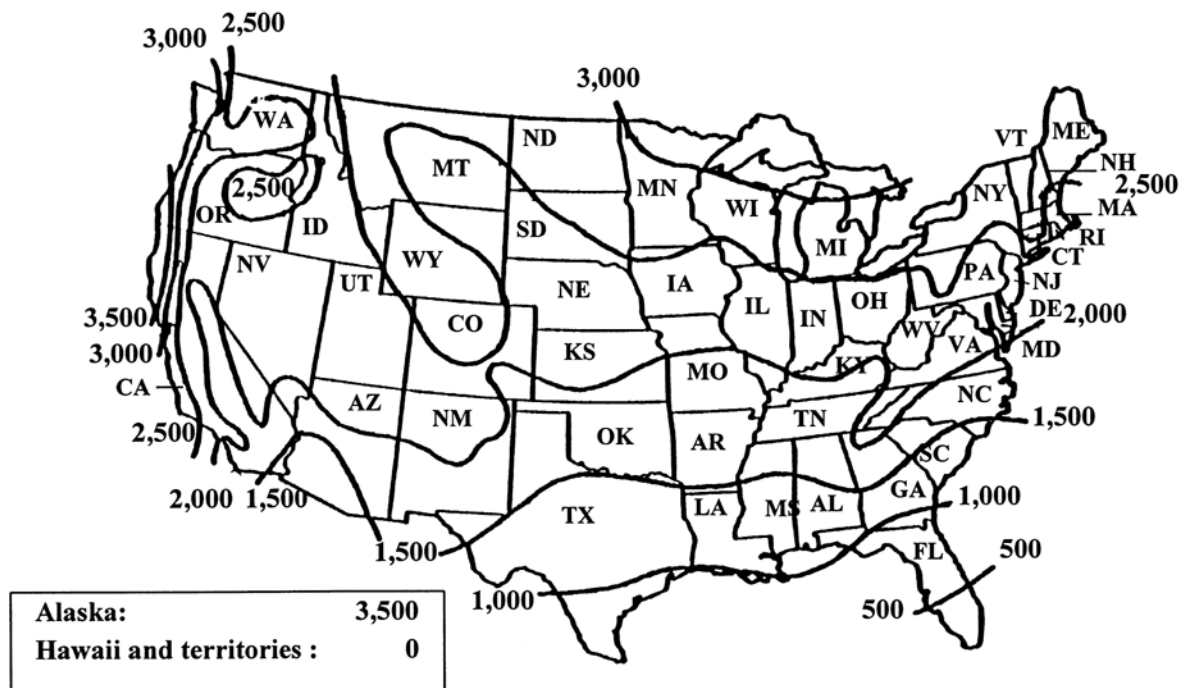 2,500
3,000
3,000
WA
ND
VT
ME
MT
NH
2,500
MN
NY
2,500
OR
WI
MA
ID
SD
RI
MI
NV
WY
CT
UT
PA
NJ
NE
IA
OH
IL
IN
DE
3,500
CO
WV
2,000
VA
MD
3,000
KS
KY
MO
CA
AZ
NC
NM
TN
1,500
2,500
OK
AR
SC
2,000
1,500
GA
1,000
TX
LA
MS
AL
1,500
FL
500
1,000
500
Alaska: 3,500
Hawaii and territories : 0